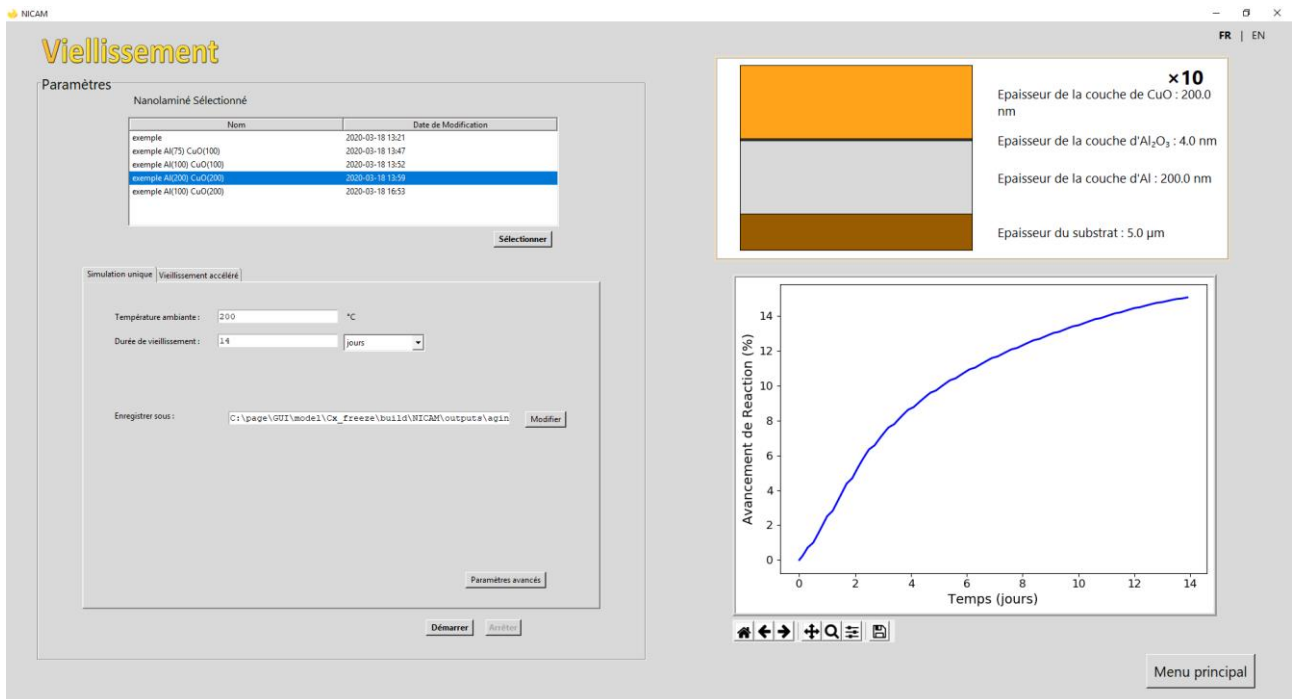 NICAM
FR | EN
Viellissement
Paramètres
Nanolaminé Sélectionné
Nom Date de Modification
exemple 2020-03-18 13:21
exemple Al(75) CuO(100) 2020-03-18 13:47
exemple Al(100) CuO(100) 2020-03-18 13:52
exemple Al(200) CuO(200) 2020-03-18 13:59
exemple Al(100) CuO(200) 2020-03-18 16:53
Sélectionner
Simulation unique Vieillissement accéléré
Température ambiante : 200 °C
Durée de vieillissement : 14 jours
Enregistrer sous : C:\page\GUI\model\Cx_freeze\build\NICAM\outputs\agin Modifier
Paramètres avancés
Démarrer Arrêter
×10
Epaisseur de la couche de CuO : 200.0
nm
Epaisseur de la couche d'Al₂O₃ : 4.0 nm
Epaisseur de la couche d'Al : 200.0 nm
Epaisseur du substrat : 5.0 µm
Avancement de Reaction (%)
14
12
10
8
6
4
2
0
0 2 4 6 8 10 12 14
Temps (jours)
Menu principal